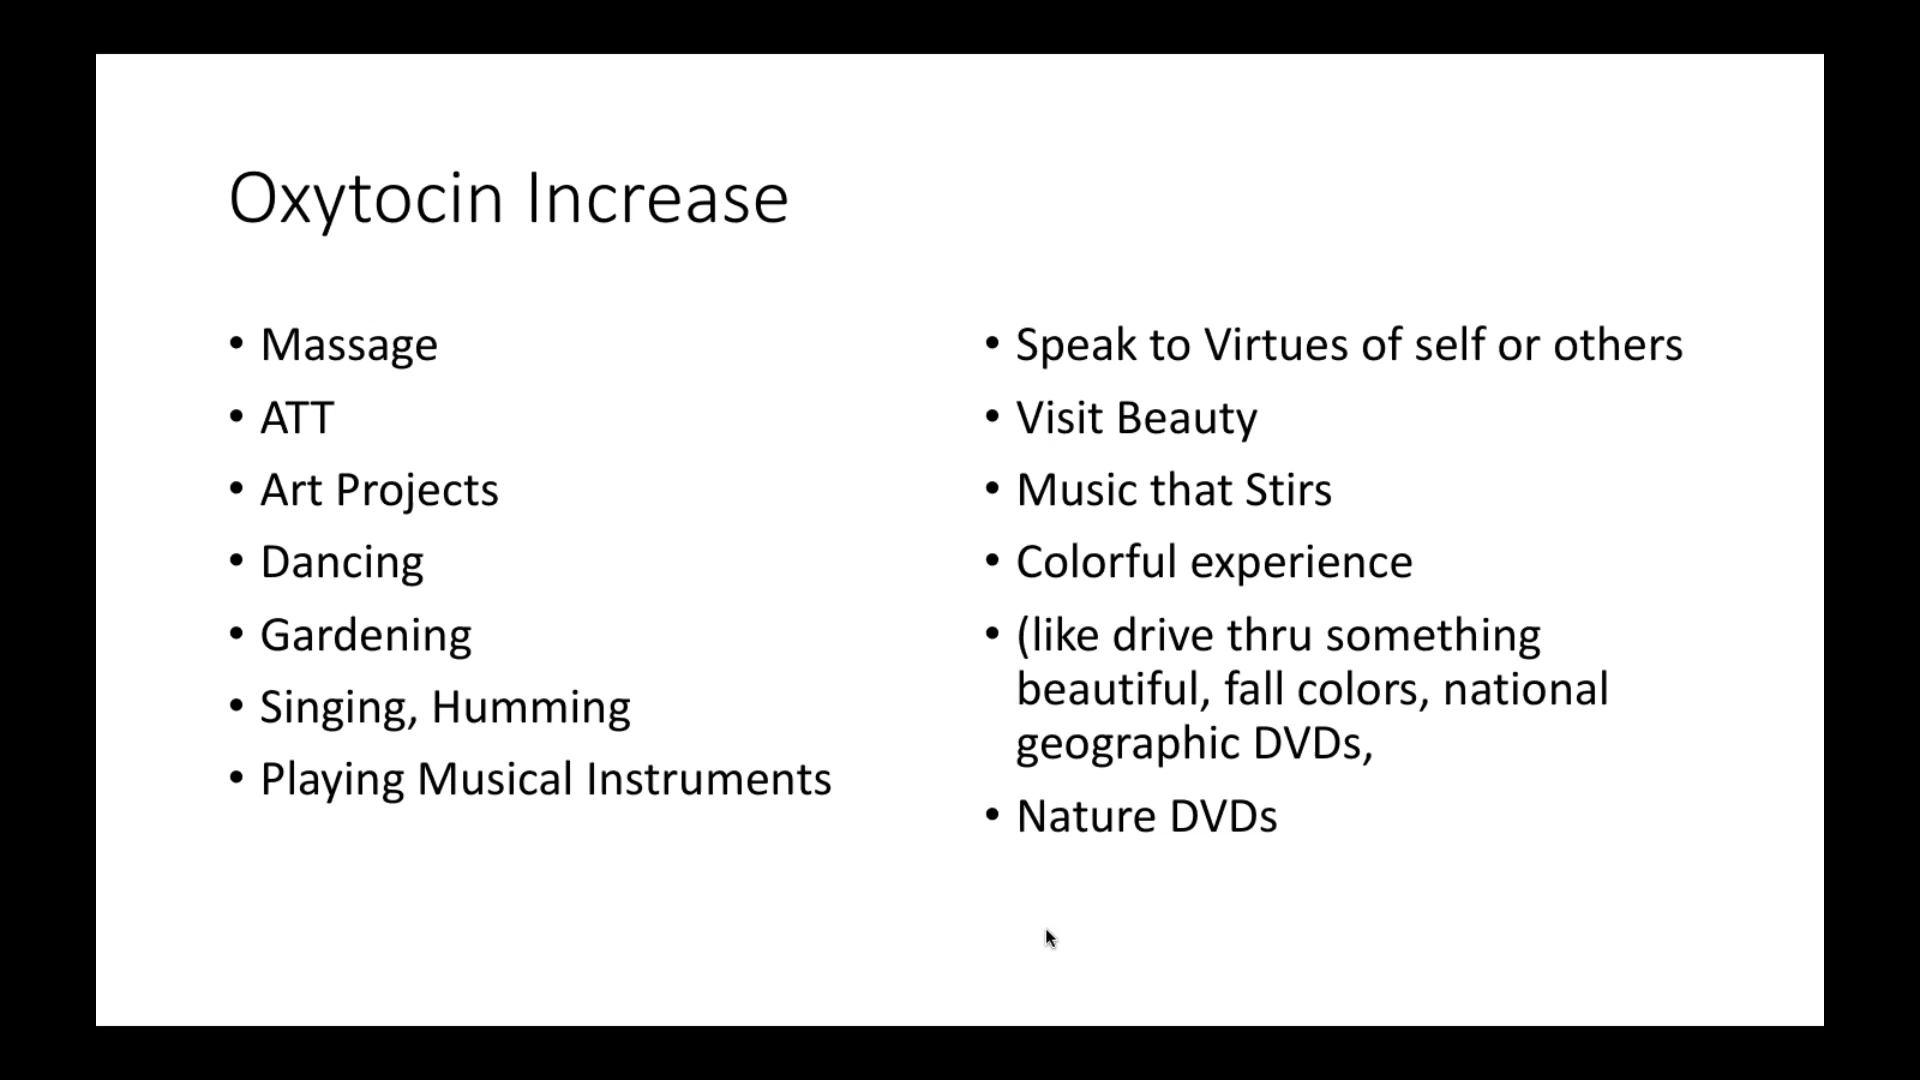 Oxytocin Increase
• Massage
• ATT
• Art Projects
• Dancing
• Gardening
• Singing, Humming
• Playing Musical Instruments
• Speak to Virtues of self or others
• Visit Beauty
• Music that Stirs
• Colorful experience
• (like drive thru something
beautiful, fall colors, national
geographic DVDs,
• Nature DVDs